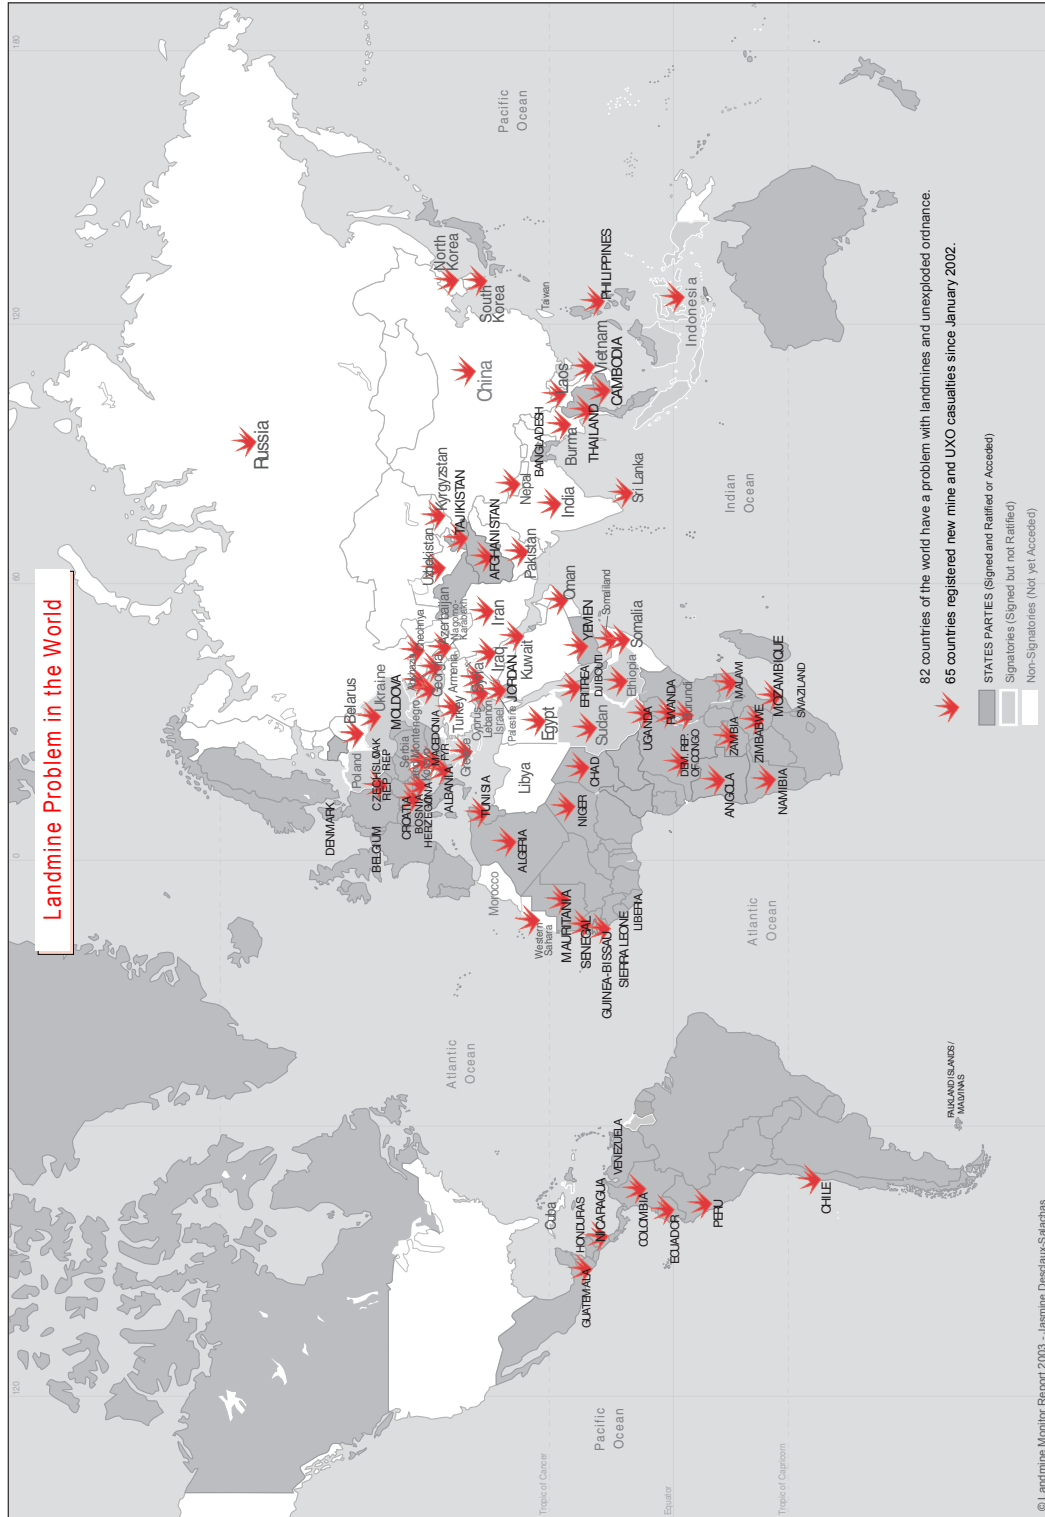 Landmine Problem in the World
180
120
60
0
120
Pacific
Ocean
Russia
North
Korea
South
Korea
China
Taiwan
PHILIPPINES
Indonesia
Vietnam
Laos
CAMBODIA
THAILAND
Burma
BANGLADESH
Nepal
India
Sri Lanka
Indian
Ocean
Kyrgyzstan
TAJIKISTAN
Uzbekistan
AFGHANISTAN
Pakistan
Iran
Oman
Kuwait
Iraq
YEMEN
Somaliland
Somalia
Chechnya
Abkhazia
Georgia
Azerbaijan
Nagorno-
Karabakh
Armenia
Turkey
Syria
Cyprus
Lebanon
Israel
JORDAN
Palestine
Egypt
ERITREA
DJIBOUTI
Ethiopia
Sudan
Belarus
Ukraine
MOLDOVA
Poland
CZECH
REP
SLOVAK
REP
Serbia
and Montenegro
Kosovo
MACEDONIA
FYR
Greece
ALBANIA
CROATIA
BOSNIA
HERZEGOVINA
DENMARK
BELGIUM
TUNISIA
Libya
ALGERIA
Morocco
Western
Sahara
MAURITANIA
SENEGAL
GUINEA-BISSAU
SIERRA LEONE
LIBERIA
NIGER
CHAD
UGANDA
RWANDA
Burundi
DEM. REP.
OF CONGO
ANGOLA
ZAMBIA
MALAWI
MOZAMBIQUE
ZIMBABWE
NAMIBIA
SWAZILAND
Atlantic
Ocean
Atlantic
Ocean
Cuba
GUATEMALA
HONDURAS
NICARAGUA
VENEZUELA
COLOMBIA
ECUADOR
PERU
CHILE
FALKLAND ISLANDS /
MALVINAS
Pacific
Ocean
Tropic of Cancer
Equator
Tropic of Capricorn
82 countries of the world have a problem with landmines and unexploded ordnance.
65 countries registered new mine and UXO casualties since January 2002.
STATES PARTIES (Signed and Ratified or Acceded)
Signatories (Signed but not Ratified)
Non-Signatories (Not yet Acceded)
© Landmine Monitor Report 2003 - Jasmine Desclaux-Salachas